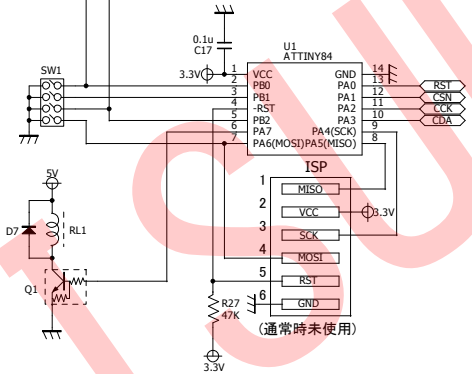 0.1u
C17
U1
ATTINY84
SW1
3.3V
1 VCC GND 14
2 PB0 PA0 13 RST
3 PB1 PA1 12 CSN
4 -RST PA2 11 CCK
5 PB2 PA3 10 CDA
6 PA7 PA4(SCK) 9
7 PA6(MOSI)PA5(MISO) 8
ISP
1 MISO
2 VCC 3.3V
3 SCK
4 MOSI
5 RST
6 GND
(通常時未使用)
5V
D7 RL1
Q1
R27
47K
3.3V